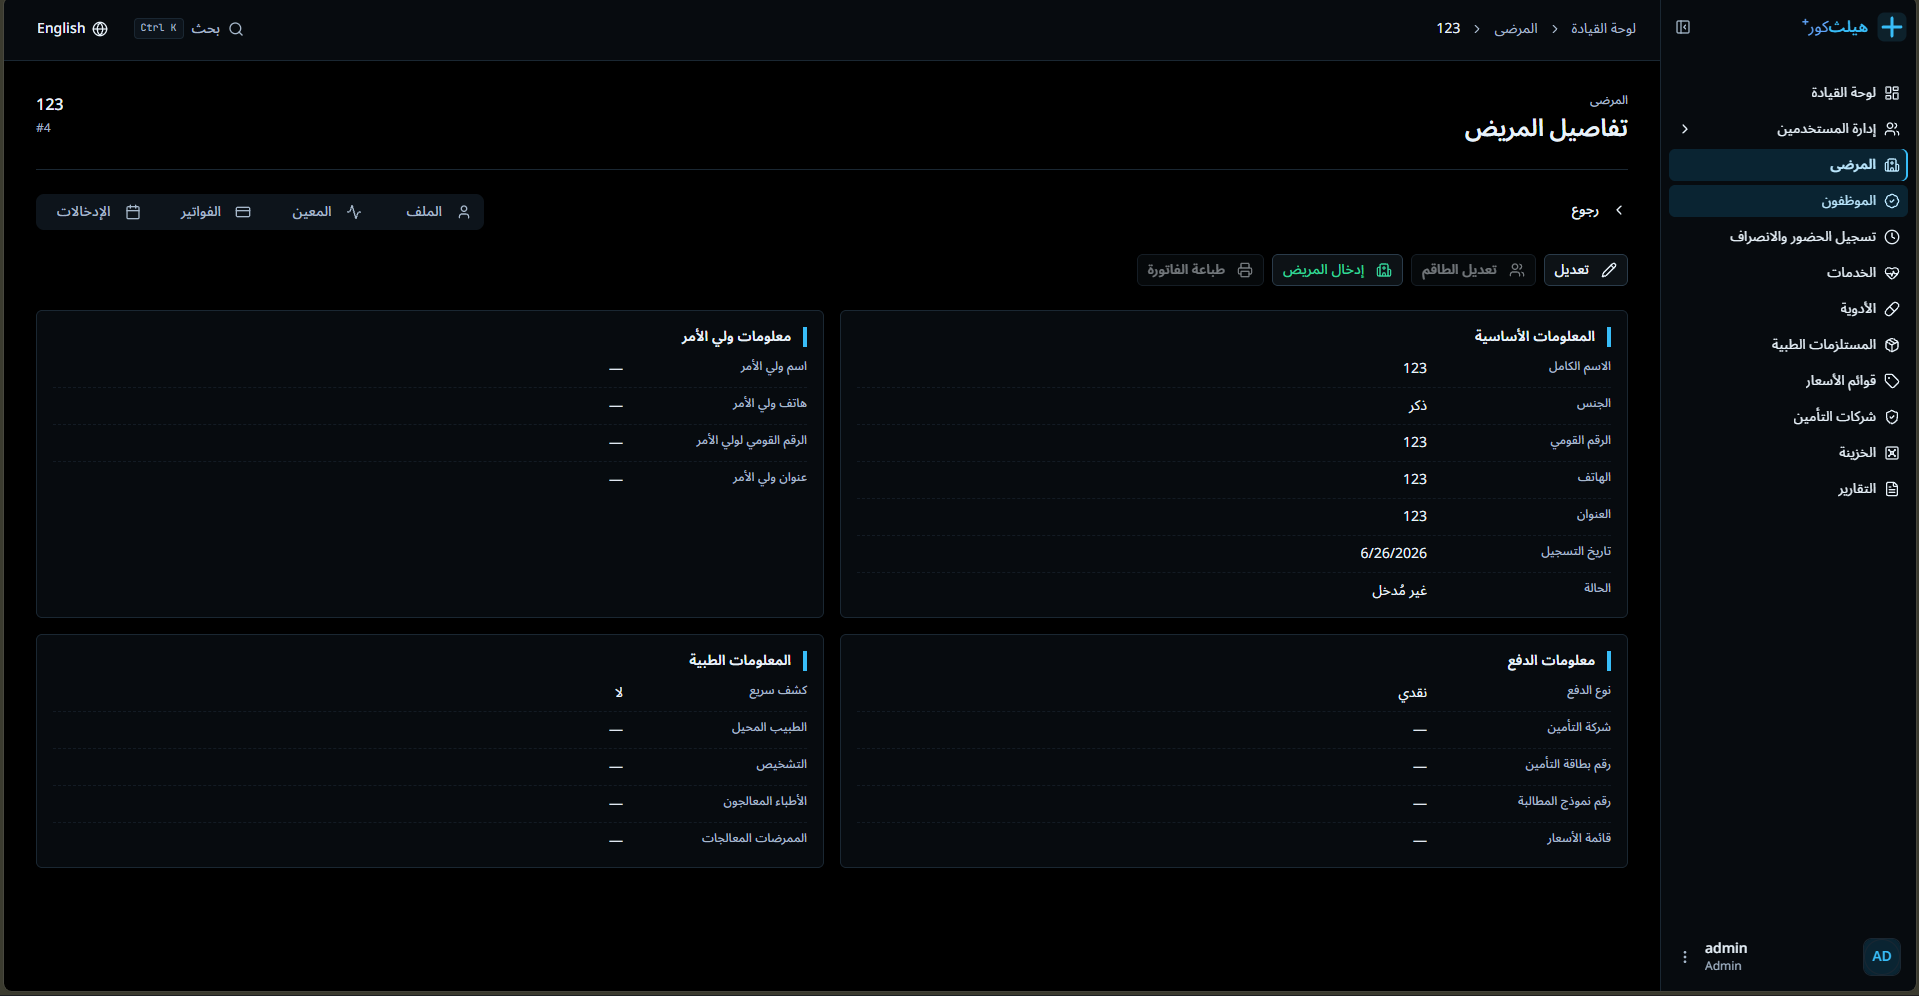 هيلثكور+
لوحة القيادة
إدارة المستخدمين
المرضى
الموظفون
تسجيل الحضور والانصراف
الخدمات
الأدوية
المستلزمات الطبية
قوائم الأسعار
شركات التأمين
الخزينة
التقارير
AD
admin
Admin
لوحة القيادة
المرضى
123
بحث
Ctrl K
English
المرضى
تفاصيل المريض
123
#4
رجوع
الملف
المعين
الفواتير
الإدخالات
تعديل
تعديل الطاقم
إدخال المريض
طباعة الفاتورة
المعلومات الأساسية
الاسم الكامل 123
الجنس ذكر
الرقم القومي 123
الهاتف 123
العنوان 123
تاريخ التسجيل 6/26/2026
الحالة غير مُدخل
معلومات ولي الأمر
اسم ولي الأمر —
هاتف ولي الأمر —
الرقم القومي لولي الأمر —
عنوان ولي الأمر —
معلومات الدفع
نوع الدفع نقدي
شركة التأمين —
رقم بطاقة التأمين —
رقم نموذج المطالبة —
قائمة الأسعار —
المعلومات الطبية
كشف سريع لا
الطبيب المحيل —
التشخيص —
الأطباء المعالجون —
الممرضات المعالجات —